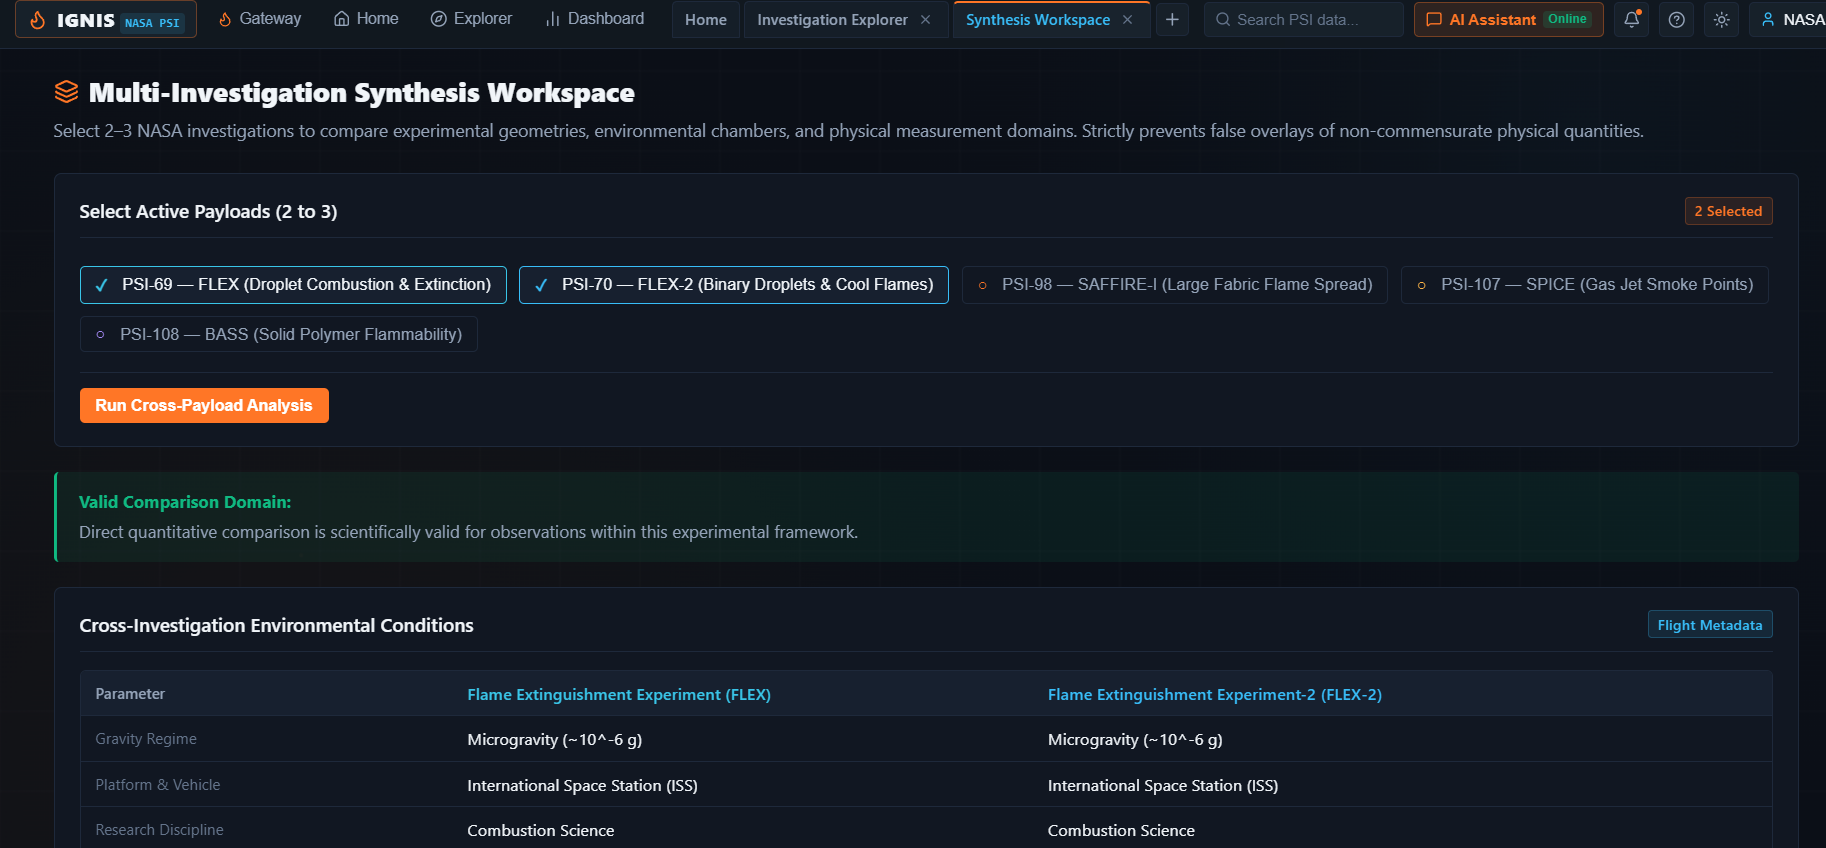 IGNIS NASA PSI Gateway Home Explorer Dashboard Home Investigation Explorer × Synthesis Workspace × + Search PSI data... AI Assistant Online NASA
Multi-Investigation Synthesis Workspace
Select 2–3 NASA investigations to compare experimental geometries, environmental chambers, and physical measurement domains. Strictly prevents false overlays of non-commensurate physical quantities.
Select Active Payloads (2 to 3) 2 Selected
✓ PSI-69 — FLEX (Droplet Combustion & Extinction) ✓ PSI-70 — FLEX-2 (Binary Droplets & Cool Flames) ○ PSI-98 — SAFFIRE-I (Large Fabric Flame Spread) ○ PSI-107 — SPICE (Gas Jet Smoke Points)
○ PSI-108 — BASS (Solid Polymer Flammability)
Run Cross-Payload Analysis
Valid Comparison Domain:
Direct quantitative comparison is scientifically valid for observations within this experimental framework.
Cross-Investigation Environmental Conditions Flight Metadata
Parameter Flame Extinguishment Experiment (FLEX) Flame Extinguishment Experiment-2 (FLEX-2)
Gravity Regime Microgravity (~10^-6 g) Microgravity (~10^-6 g)
Platform & Vehicle International Space Station (ISS) International Space Station (ISS)
Research Discipline Combustion Science Combustion Science